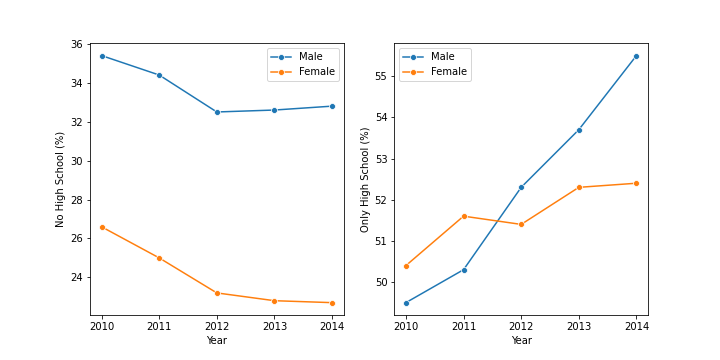 No High School (%)
36
34
32
30
28
26
24
Male
Female
2010 2011 2012 2013 2014
Year
Only High School (%)
55
54
53
52
51
50
Male
Female
2010 2011 2012 2013 2014
Year